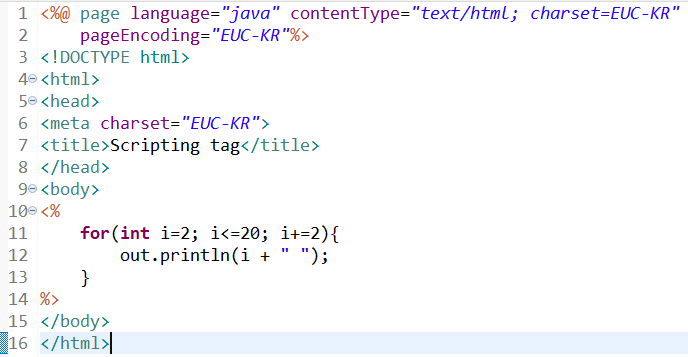 1 <%@ page language="java" contentType="text/html; charset=EUC-KR"
2     pageEncoding="EUC-KR"%>
3 <!DOCTYPE html>
4 <html>
5 <head>
6 <meta charset="EUC-KR">
7 <title>Scripting tag</title>
8 </head>
9 <body>
10 <%
11     for(int i=2; i<=20; i+=2){
12         out.println(i + " ");
13     }
14 %>
15 </body>
16 </html>